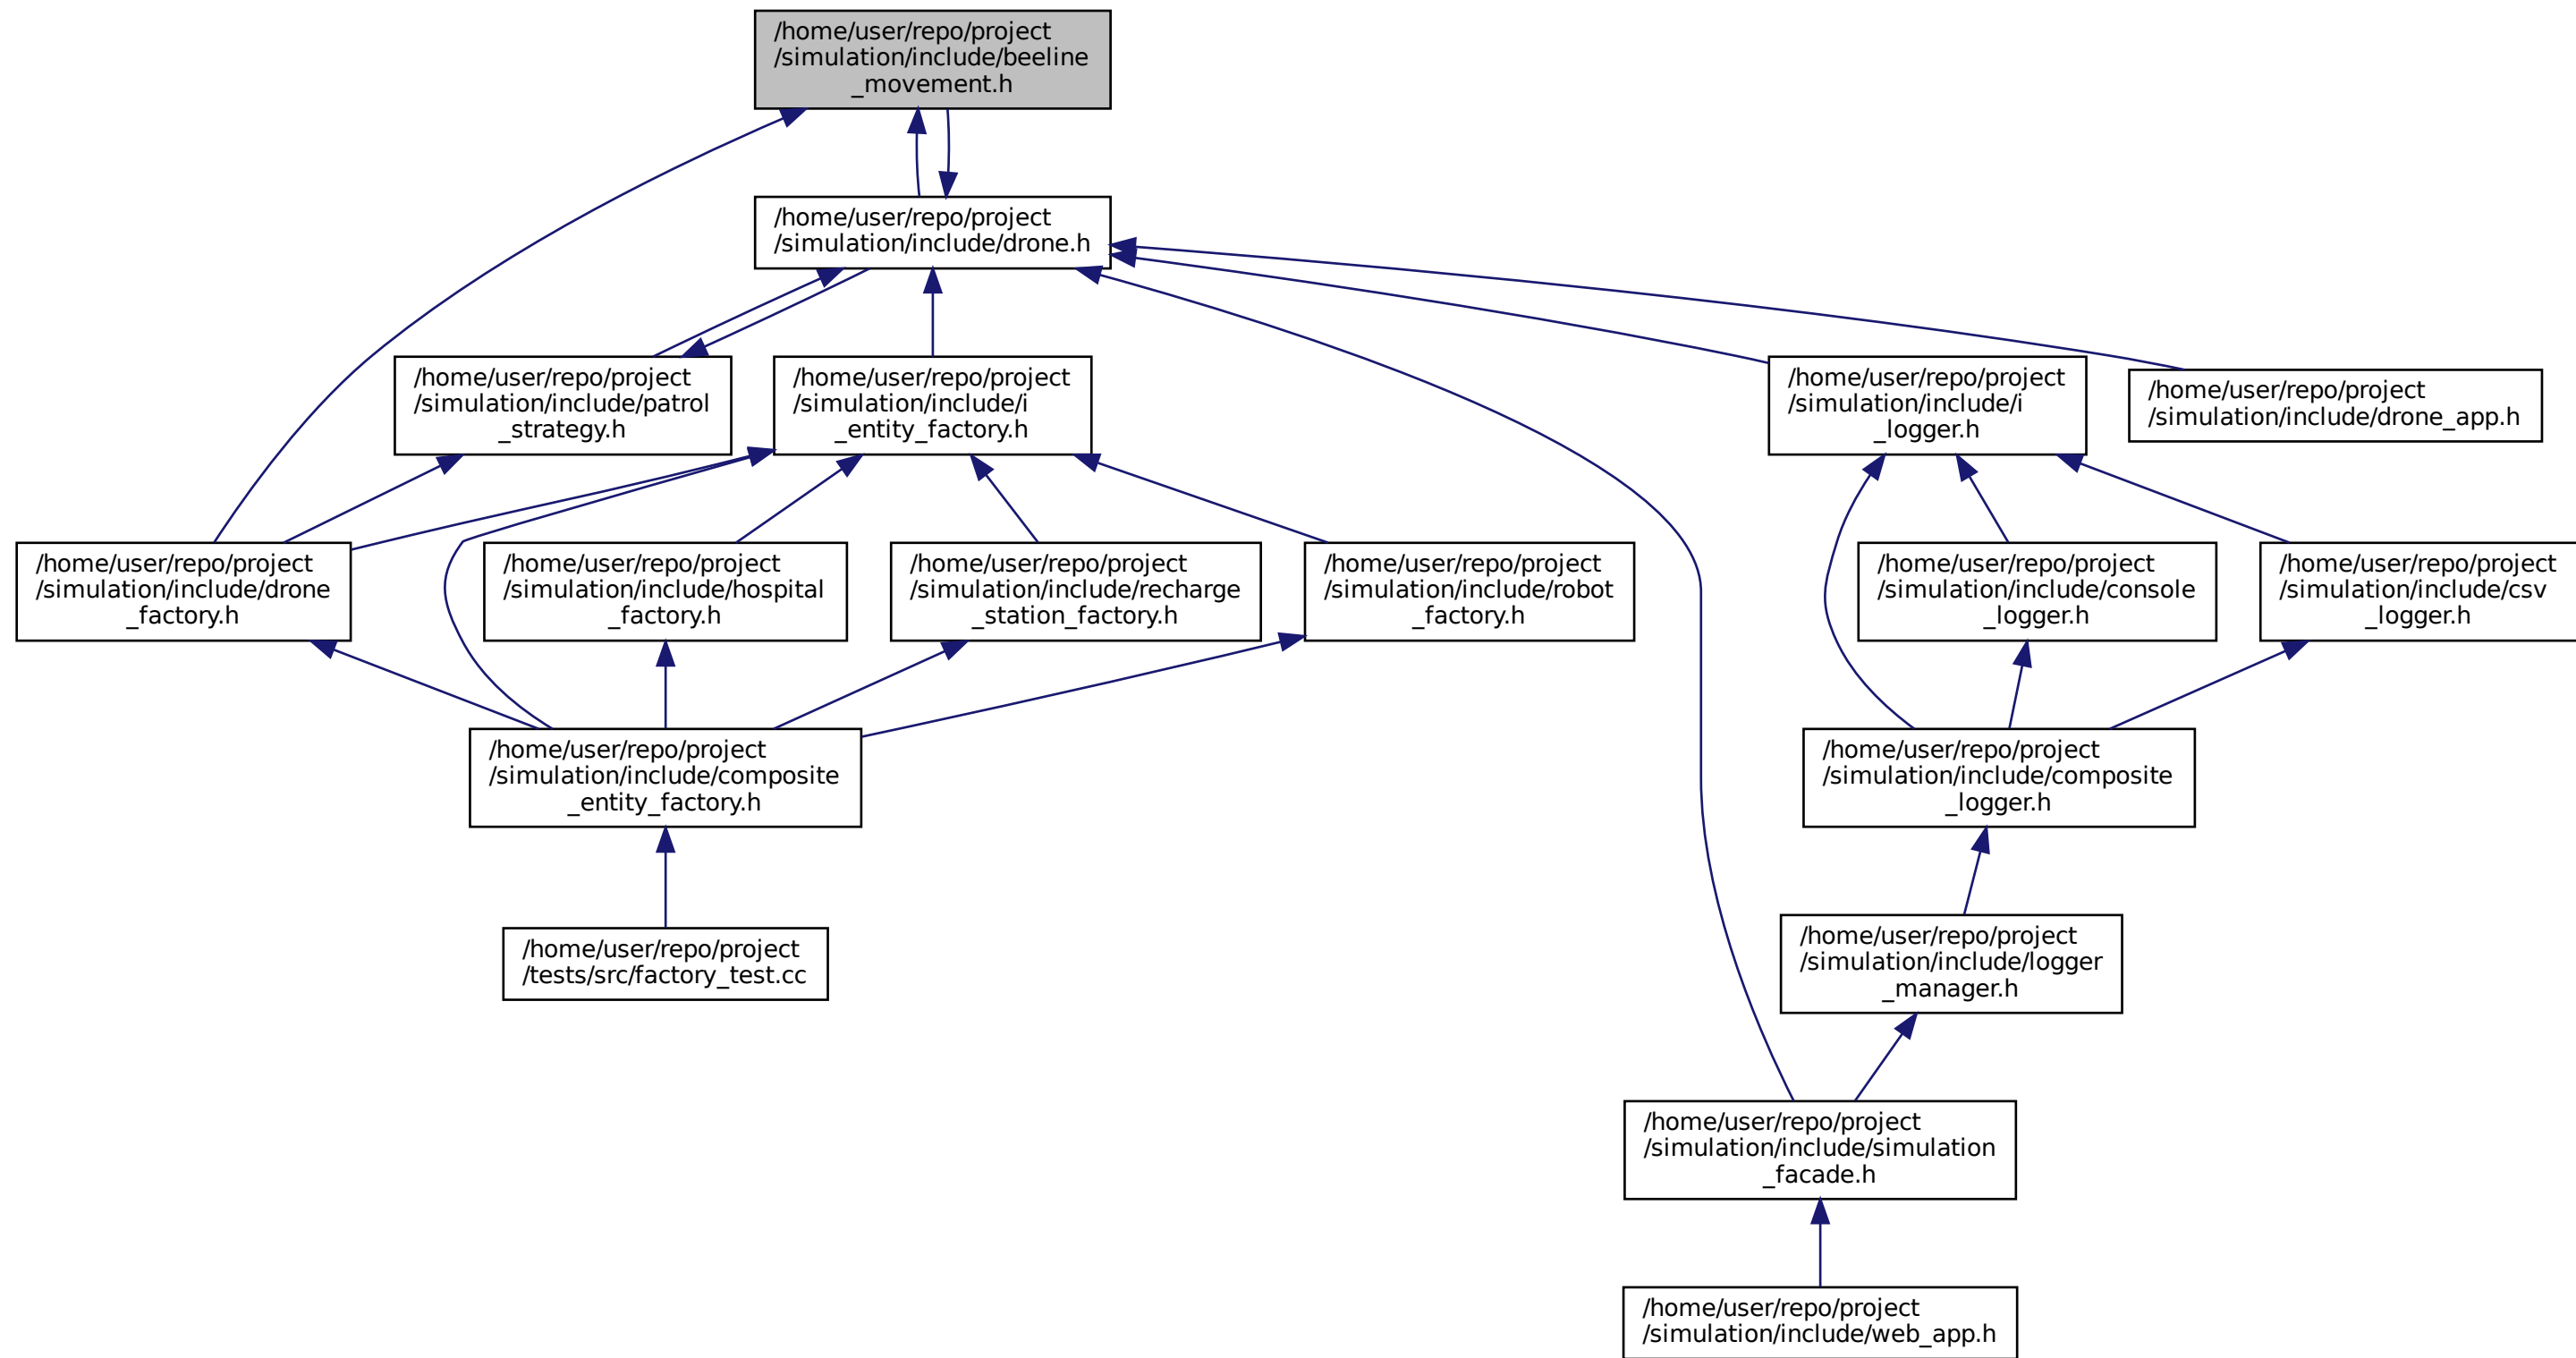 /home/user/repo/project
/simulation/include/beeline
_movement.h
/home/user/repo/project
/simulation/include/drone.h
/home/user/repo/project
/simulation/include/patrol
_strategy.h
/home/user/repo/project
/simulation/include/i
_entity_factory.h
/home/user/repo/project
/simulation/include/i
_logger.h
/home/user/repo/project
/simulation/include/drone_app.h
/home/user/repo/project
/simulation/include/drone
_factory.h
/home/user/repo/project
/simulation/include/hospital
_factory.h
/home/user/repo/project
/simulation/include/recharge
_station_factory.h
/home/user/repo/project
/simulation/include/robot
_factory.h
/home/user/repo/project
/simulation/include/console
_logger.h
/home/user/repo/project
/simulation/include/csv
_logger.h
/home/user/repo/project
/simulation/include/composite
_entity_factory.h
/home/user/repo/project
/simulation/include/composite
_logger.h
/home/user/repo/project
/tests/src/factory_test.cc
/home/user/repo/project
/simulation/include/logger
_manager.h
/home/user/repo/project
/simulation/include/simulation
_facade.h
/home/user/repo/project
/simulation/include/web_app.h